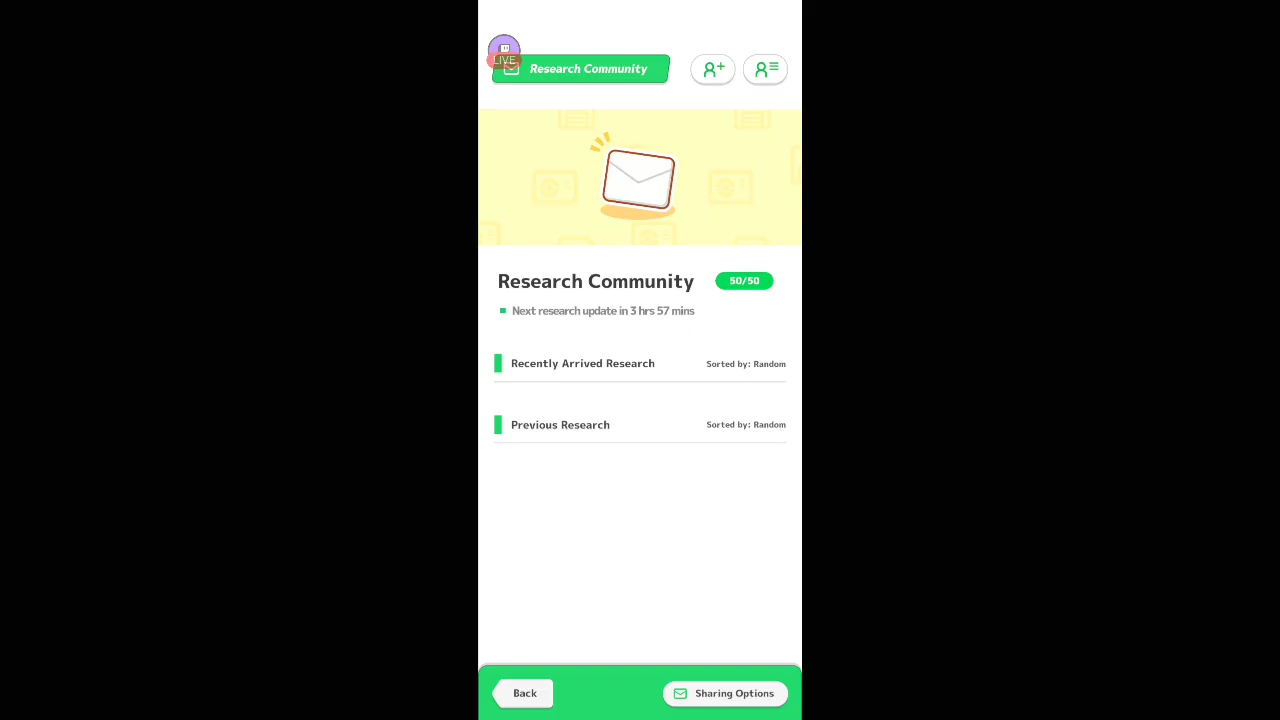 LIVE
Research Community
Research Community
50/50
Next research update in 3 hrs 57 mins
Recently Arrived Research
Sorted by: Random
Previous Research
Sorted by: Random
Back
Sharing Options